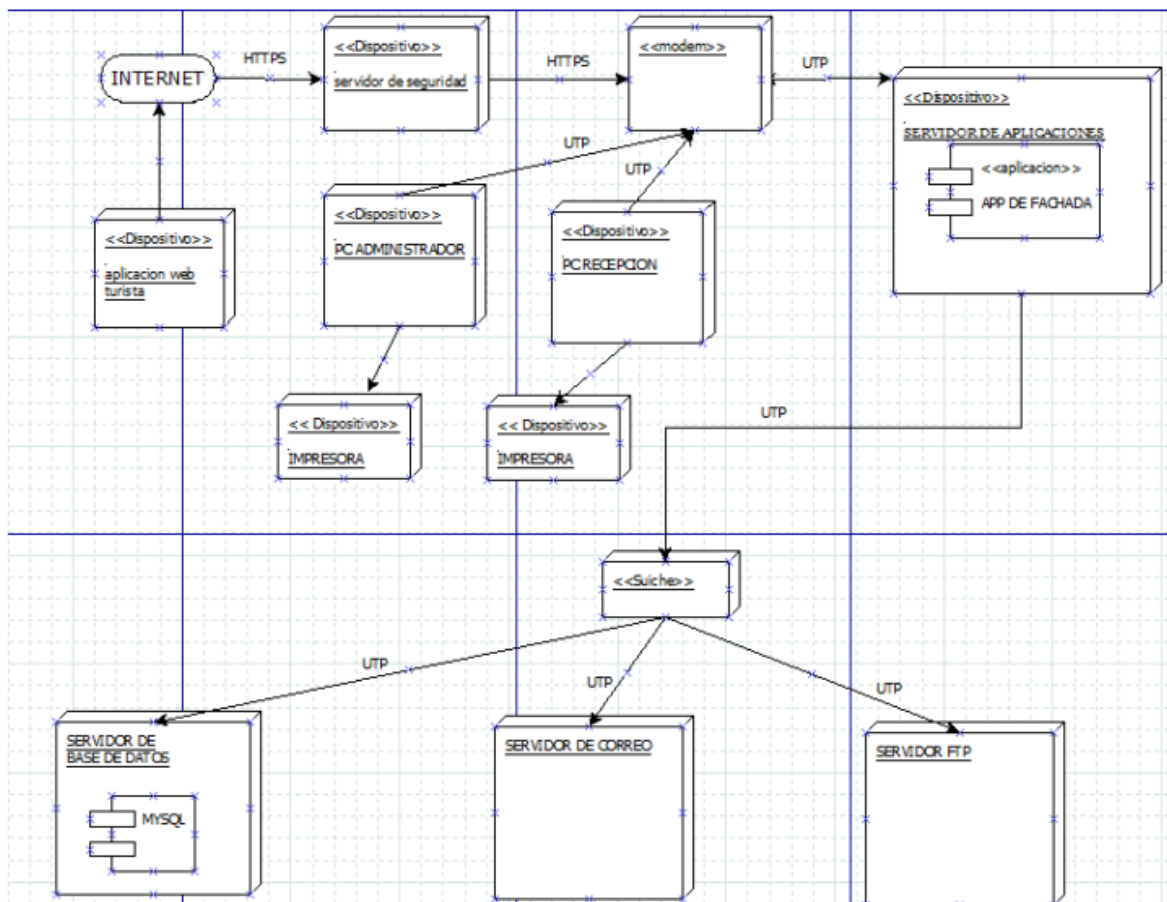 <<Dispositivo>>
servidor de seguridad
<<modem>>
HTTPS
HTTPS
UTP
INTERNET
<<Dispositivo>>
SERVIDOR DE APLICACIONES
<<aplicacion>>
APP DE FACHADA
UTP
UTP
<<Dispositivo>>
PC ADMINISTRADOR
<<Dispositivo>>
PC RECEPCION
<<Dispositivo>>
aplicacion web
turista
<< Dispositivo>>
IMPRESORA
<< Dispositivo>>
IMPRESORA
UTP
<<Suiche>>
UTP
UTP
UTP
SERVIDOR DE
BASE DE DATOS
MYSQL
SERVIDOR DE CORREO
SERVIDOR FTP